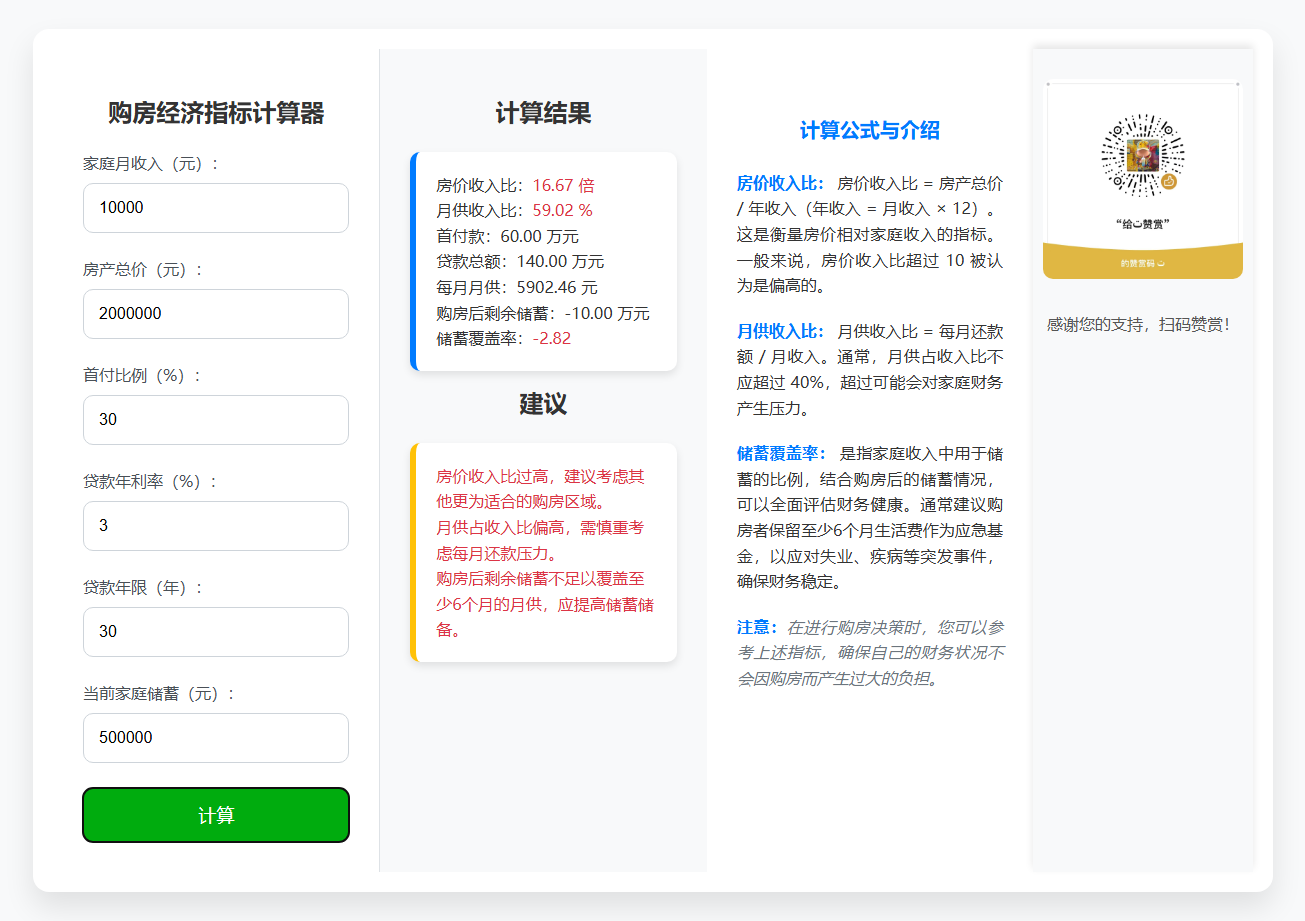 购房经济指标计算器
家庭月收入（元）:
10000
房产总价（元）:
2000000
首付比例（%）:
30
贷款年利率（%）:
3
贷款年限（年）:
30
当前家庭储蓄（元）:
500000
计算
计算结果
房价收入比：16.67 倍
月供收入比：59.02 %
首付款：60.00 万元
贷款总额：140.00 万元
每月月供：5902.46 元
购房后剩余储蓄：-10.00 万元
储蓄覆盖率：-2.82
建议
房价收入比过高，建议考虑其
他更为适合的购房区域。
月供占收入比偏高，需慎重考
虑每月还款压力。
购房后剩余储蓄不足以覆盖至
少6个月的月供，应提高储蓄储
备。
计算公式与介绍
房价收入比： 房价收入比 = 房产总价
/ 年收入（年收入 = 月收入 × 12）。
这是衡量房价相对家庭收入的指标。
一般来说，房价收入比超过 10 被认
为是偏高的。
月供收入比： 月供收入比 = 每月还款
额 / 月收入。通常，月供占收入比不
应超过 40%，超过可能会对家庭财务
产生压力。
储蓄覆盖率： 是指家庭收入中用于储
蓄的比例，结合购房后的储蓄情况，
可以全面评估财务健康。通常建议购
房者保留至少6个月生活费作为应急基
金，以应对失业、疾病等突发事件，
确保财务稳定。
注意：在进行购房决策时，您可以参
考上述指标，确保自己的财务状况不
会因购房而产生过大的负担。
“给赞赏”
的赞赏码
感谢您的支持，扫码赞赏！